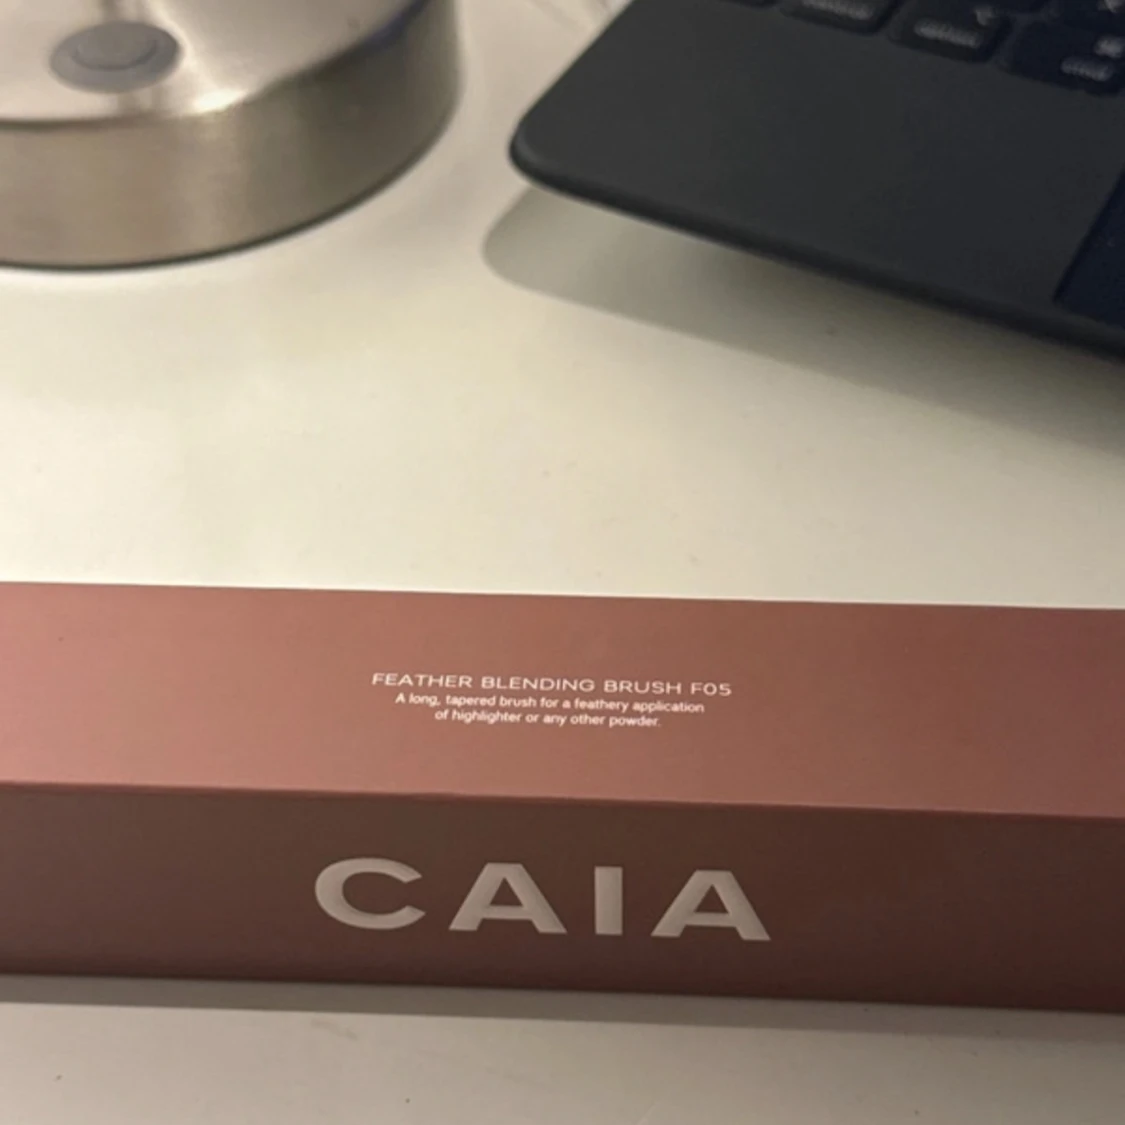 FEATHER BLENDING BRUSH F05
A long, tapered brush for a feathery application
of highlighter or any other powder.
CAIA